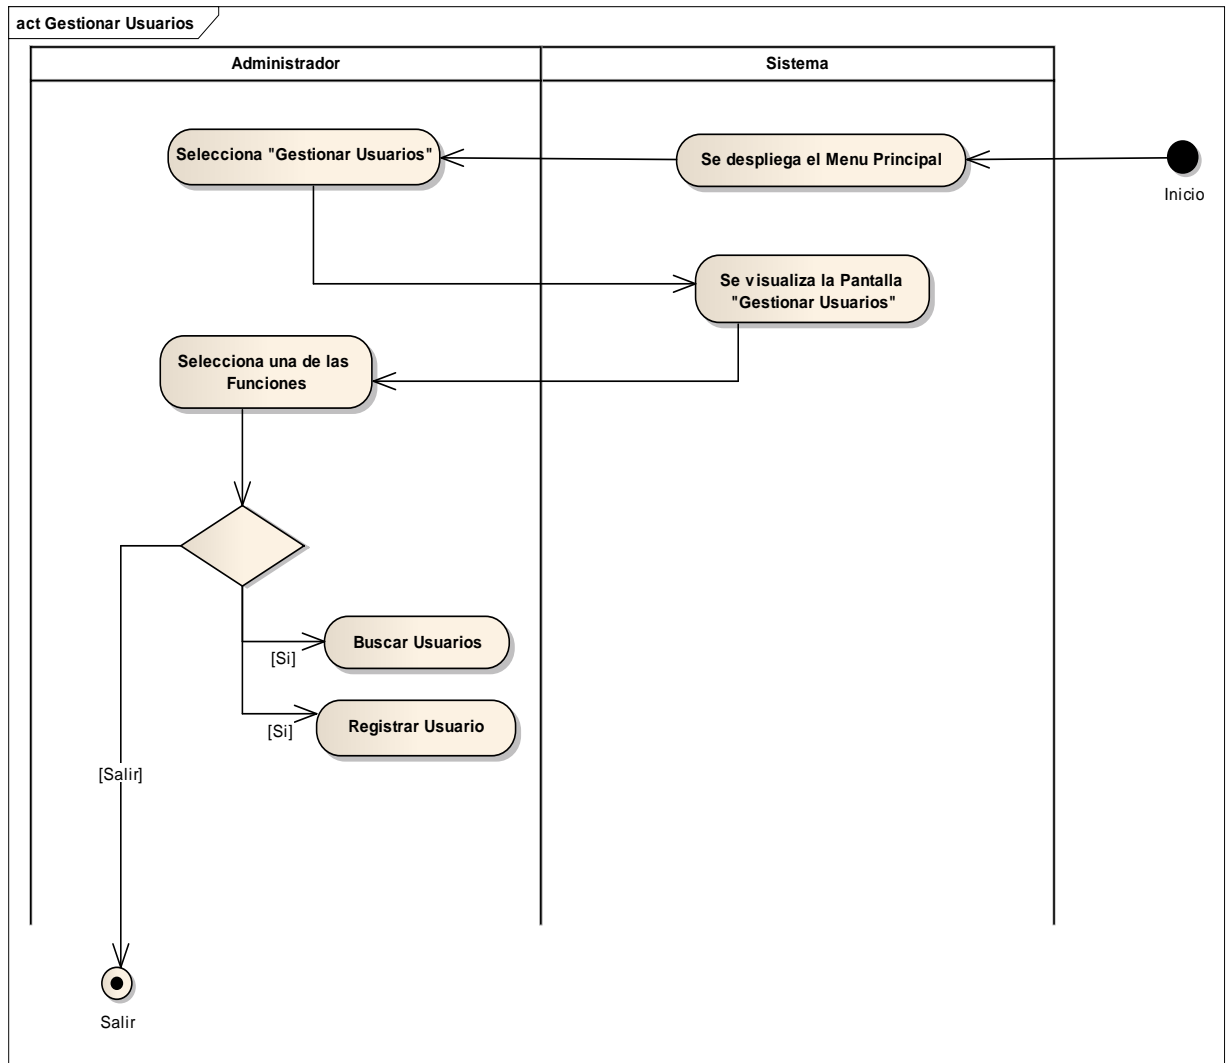 act Gestionar Usuarios
Administrador
Sistema
Selecciona "Gestionar Usuarios"
Se despliega el Menu Principal
Inicio
Se visualiza la Pantalla
"Gestionar Usuarios"
Selecciona una de las
Funciones
Buscar Usuarios
[Si]
Registrar Usuario
[Si]
[Salir]
Salir